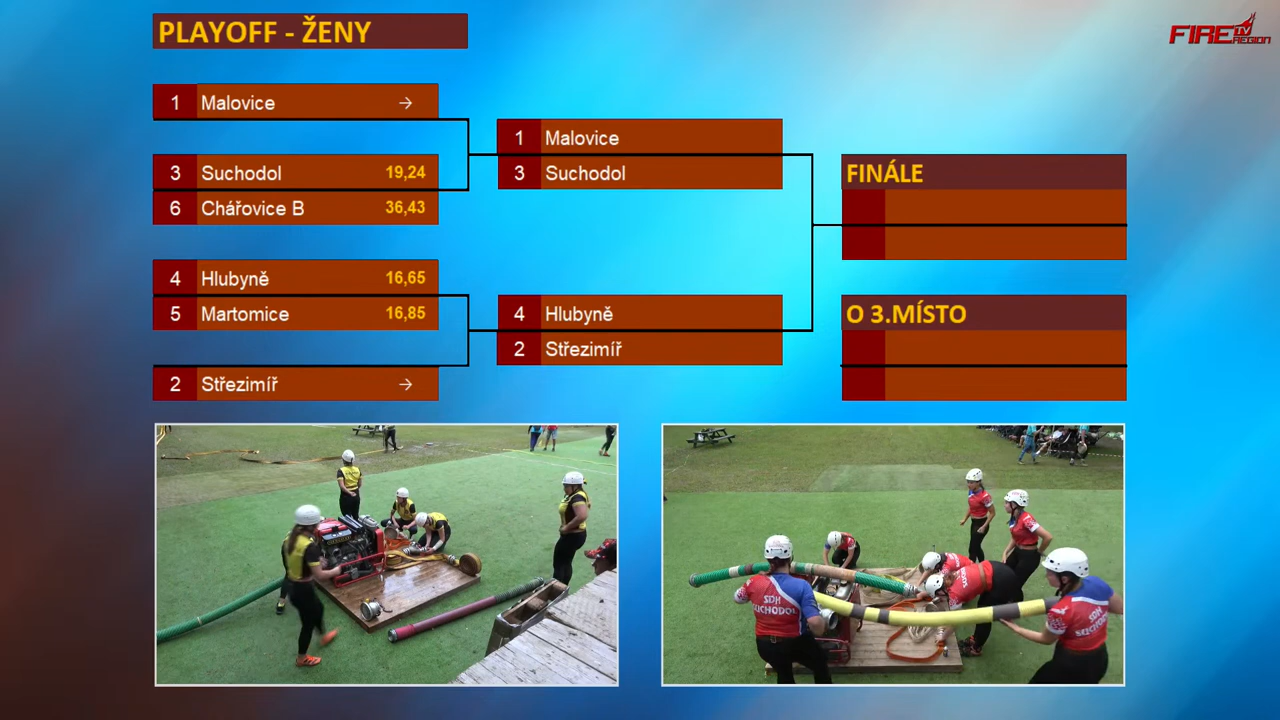 PLAYOFF - ŽENY
FIRE TV REGION
1 Malovice →
3 Suchodol 19,24
6 Chářovice B 36,43
4 Hlubyně 16,65
5 Martomice 16,85
2 Střezimíř →
1 Malovice
3 Suchodol
4 Hlubyně
2 Střezimíř
FINÁLE
O 3.MÍSTO
SDH
SUCHODOL
SDH
SUCHODOL